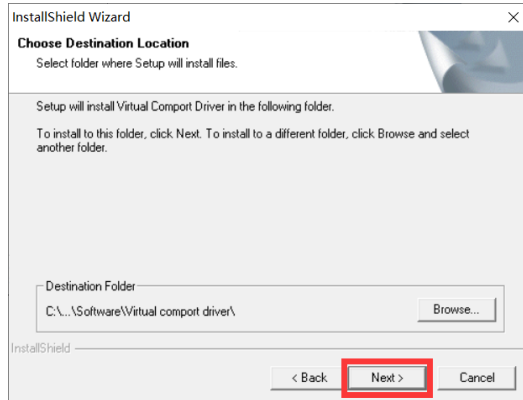 InstallShield Wizard
Choose Destination Location
Select folder where Setup will install files.
Setup will install Virtual Comport Driver in the following folder.
To install to this folder, click Next. To install to a different folder, click Browse and select
another folder.
Destination Folder
C:\...\Software\Virtual comport driver\
Browse...
InstallShield
< Back
Next >
Cancel